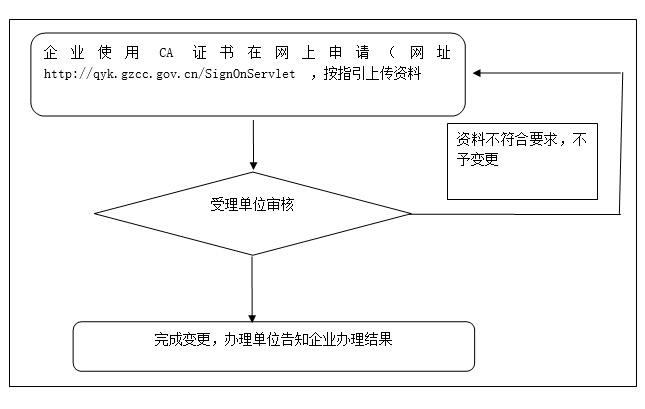 企业使用 CA 证书在网上申请（网址
http://qyk.gzcc.gov.cn/SignOnServlet ，按指引上传资料
资料不符合要求，不
予变更
受理单位审核
完成变更，办理单位告知企业办理结果